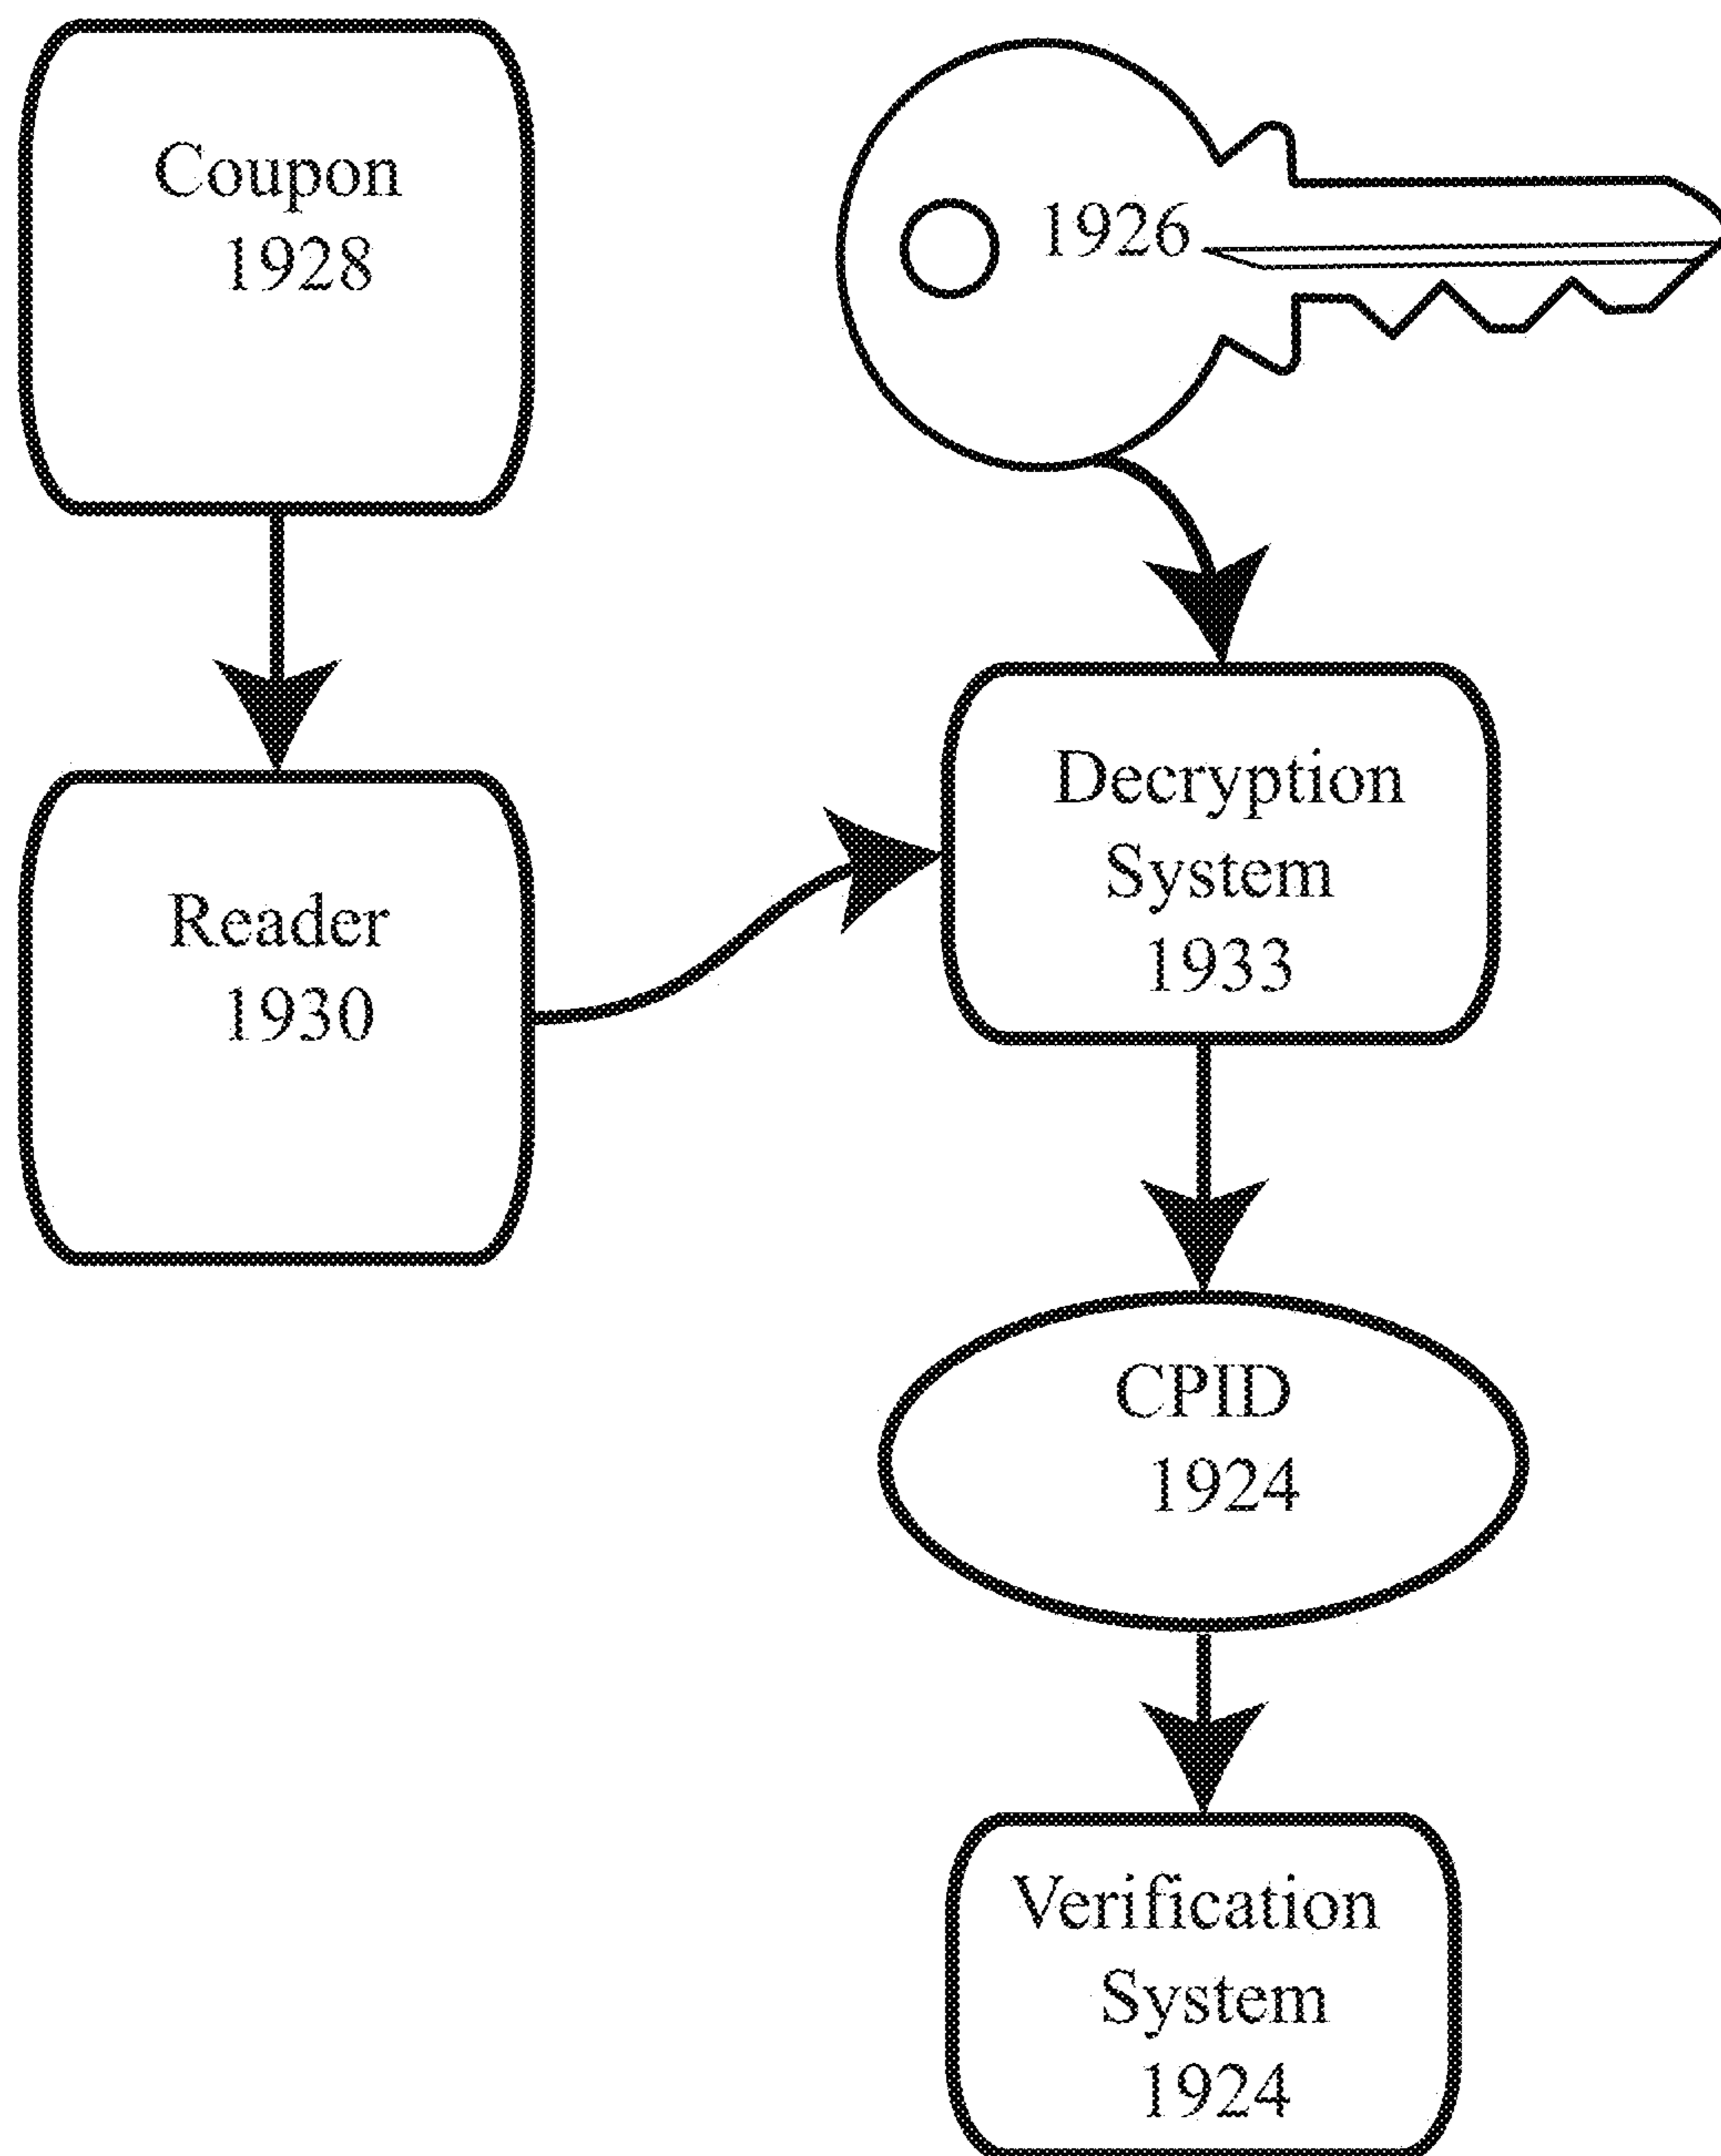 Coupon
1928
1926
Reader
1930
Decryption
System
1933
CPID
1924
Verification
System
1924